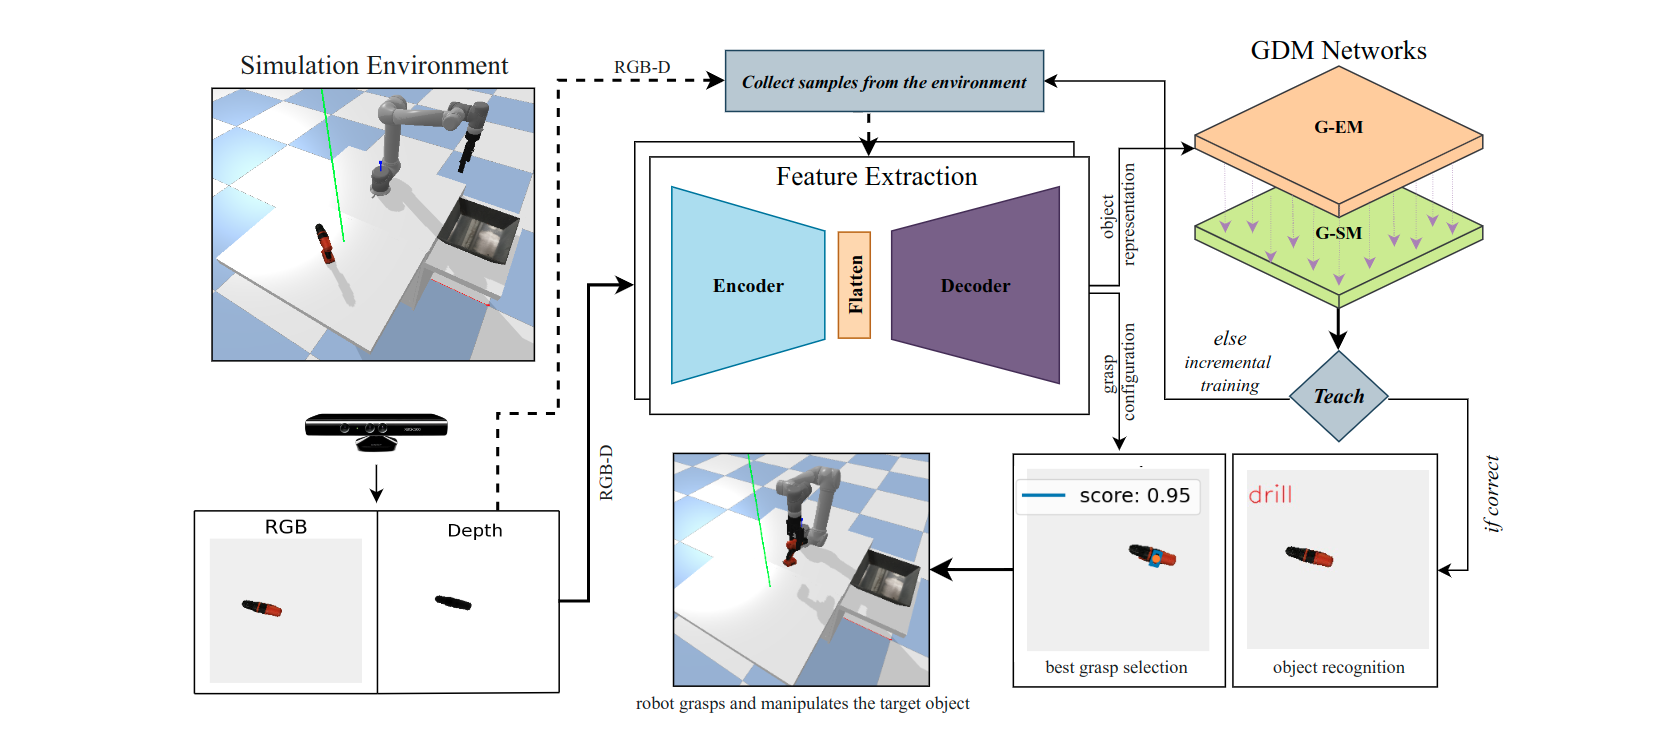 Simulation Environment
RGB-D
Collect samples from the environment
GDM Networks
G-EM
G-SM
Feature Extraction
Encoder
Flatten
Decoder
object
representation
grasp
configuration
else
incremental
training
Teach
if correct
RGB-D
RGB
Depth
score: 0.95
drill
best grasp selection
object recognition
robot grasps and manipulates the target object